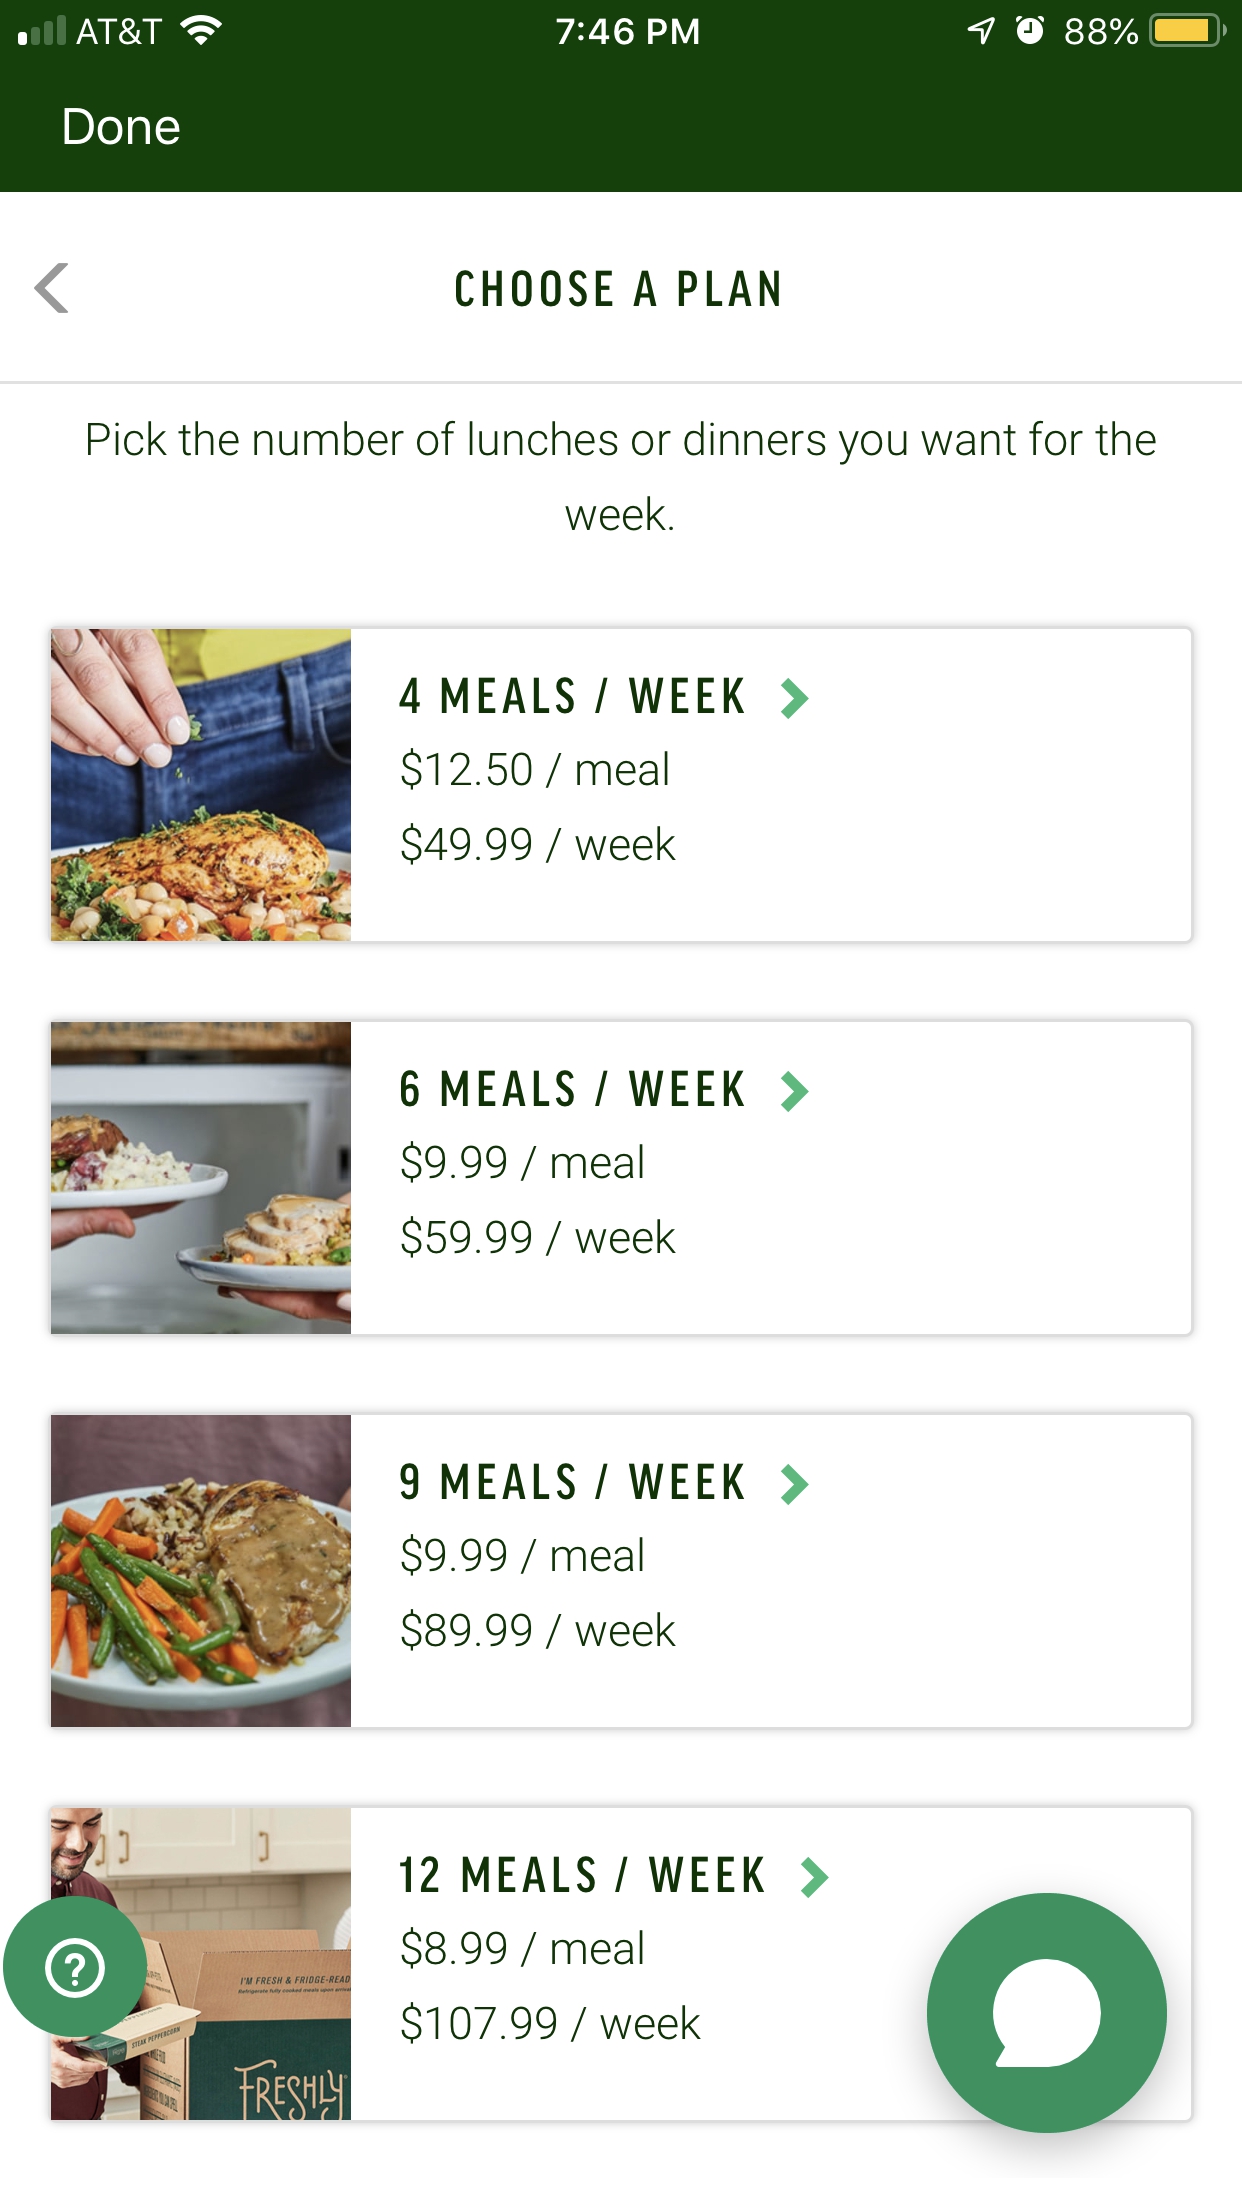 AT&T 7:46 PM 88%
Done
CHOOSE A PLAN
Pick the number of lunches or dinners you want for the
week.
4 MEALS / WEEK
$12.50 / meal
$49.99 / week
6 MEALS / WEEK
$9.99 / meal
$59.99 / week
9 MEALS / WEEK
$9.99 / meal
$89.99 / week
12 MEALS / WEEK
$8.99 / meal
$107.99 / week
?
I'M FRESH & FRIDGE-READ
STEAK PEPPERCORN
FRESHLY